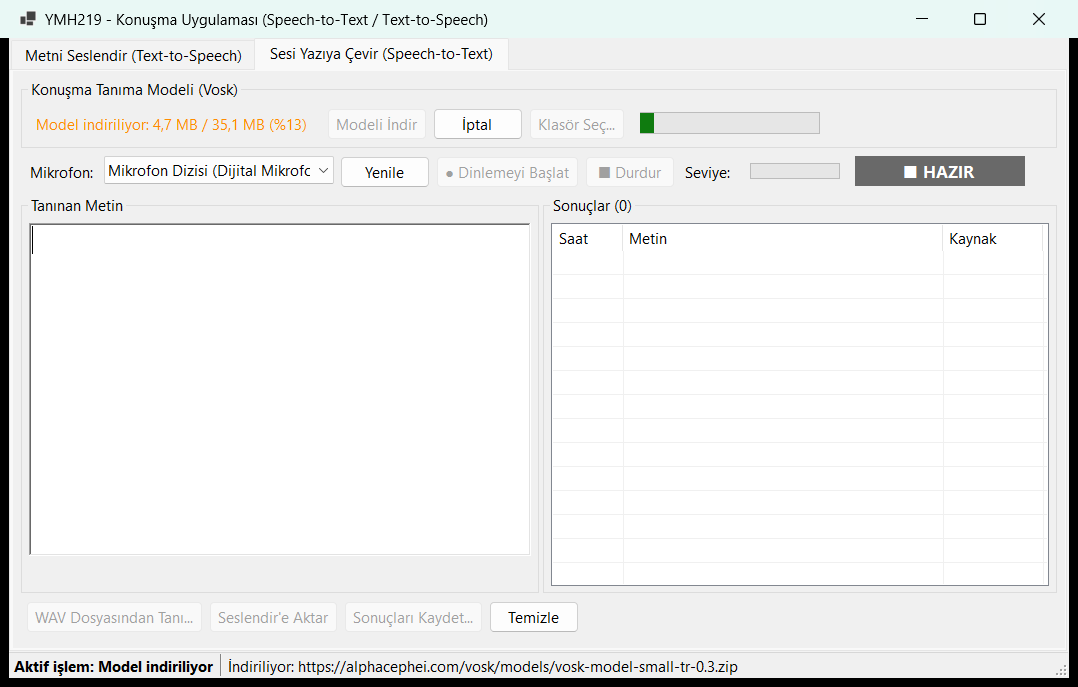 YMH219 - Konuşma Uygulaması (Speech-to-Text / Text-to-Speech)
Metni Seslendir (Text-to-Speech) Sesi Yazıya Çevir (Speech-to-Text)
Konuşma Tanıma Modeli (Vosk)
Model indiriliyor: 4,7 MB / 35,1 MB (%13) Modeli İndir İptal Klasör Seç...
Mikrofon: Mikrofon Dizisi (Dijital Mikrofo Yenile ● Dinlemeyi Başlat ■ Durdur Seviye: ■ HAZIR
Tanınan Metin Sonuçlar (0)
Saat Metin Kaynak
WAV Dosyasından Tanı... Seslendir'e Aktar Sonuçları Kaydet... Temizle
Aktif işlem: Model indiriliyor İndiriliyor: https://alphacephei.com/vosk/models/vosk-model-small-tr-0.3.zip